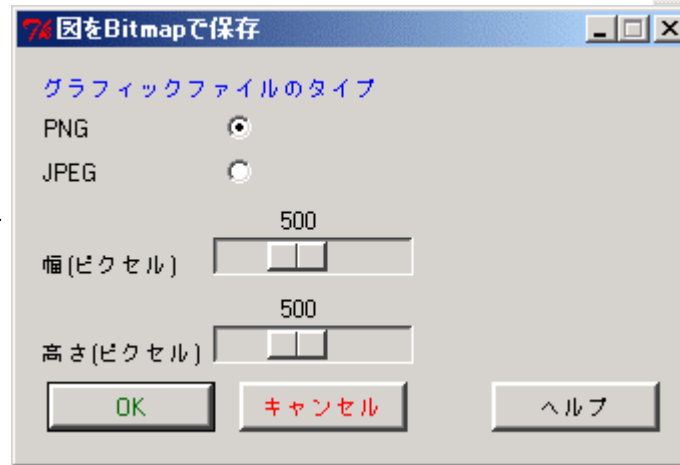 図をBitmapで保存
グラフィックファイルのタイプ
PNG
JPEG
500
幅(ピクセル)
500
高さ(ピクセル)
OK キャンセル ヘルプ